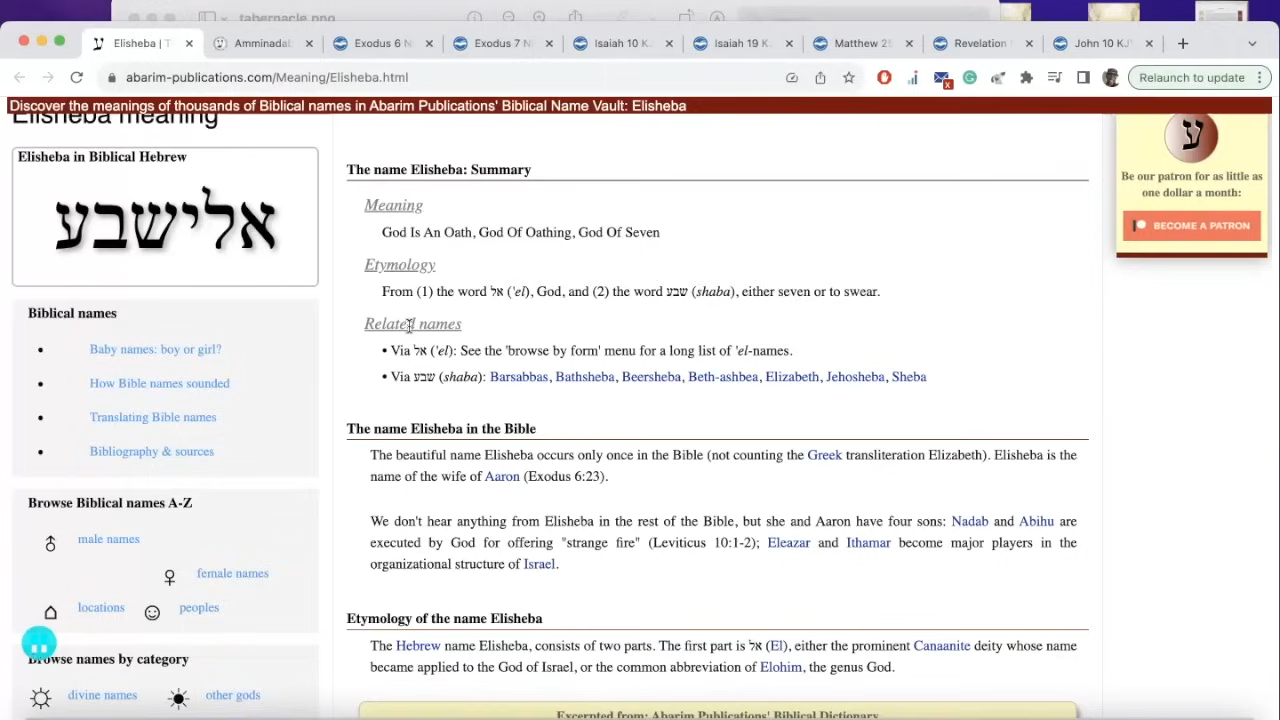 tabernacle.png
Elisheba | T
Amminadab
Exodus 6 N
Exodus 7 N
Isaiah 10 K
Isaiah 19 K
Matthew 25
Revelation
John 10 KJ
abarim-publications.com/Meaning/Elisheba.html
Relaunch to update
Discover the meanings of thousands of Biblical names in Abarim Publications' Biblical Name Vault: Elisheba
Elisheba meaning
Elisheba in Biblical Hebrew
אלישבע
Biblical names
• Baby names: boy or girl?
• How Bible names sounded
• Translating Bible names
• Bibliography & sources
Browse Biblical names A-Z
♂ male names
♀ female names
locations
peoples
Browse names by category
divine names
other gods
The name Elisheba: Summary
Meaning
God Is An Oath, God Of Oathing, God Of Seven
Etymology
From (1) the word אל ('el), God, and (2) the word שבע (shaba), either seven or to swear.
Related names
• Via אל ('el): See the 'browse by form' menu for a long list of 'el-names.
• Via שבע (shaba): Barsabbas, Bathsheba, Beersheba, Beth-ashbea, Elizabeth, Jehosheba, Sheba
The name Elisheba in the Bible
The beautiful name Elisheba occurs only once in the Bible (not counting the Greek transliteration Elizabeth). Elisheba is the
name of the wife of Aaron (Exodus 6:23).
We don't hear anything from Elisheba in the rest of the Bible, but she and Aaron have four sons: Nadab and Abihu are
executed by God for offering "strange fire" (Leviticus 10:1-2); Eleazar and Ithamar become major players in the
organizational structure of Israel.
Etymology of the name Elisheba
The Hebrew name Elisheba, consists of two parts. The first part is אל (El), either the prominent Canaanite deity whose name
became applied to the God of Israel, or the common abbreviation of Elohim, the genus God.
Excerpted from: Abarim Publications' Biblical Dictionary
ע
Be our patron for as little as
one dollar a month:
BECOME A PATRON